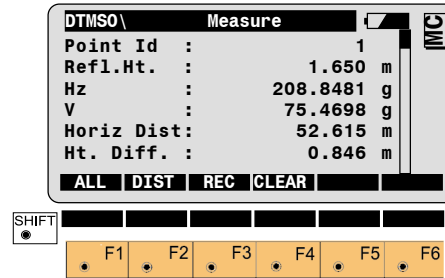 DTMSO\ Measure MC
Point Id : 1
Refl.Ht. : 1.650 m
Hz : 208.8481 g
V : 75.4698 g
Horiz Dist: 52.615 m
Ht. Diff. : 0.846 m
ALL DIST REC CLEAR
SHIFT
F1 F2 F3 F4 F5 F6